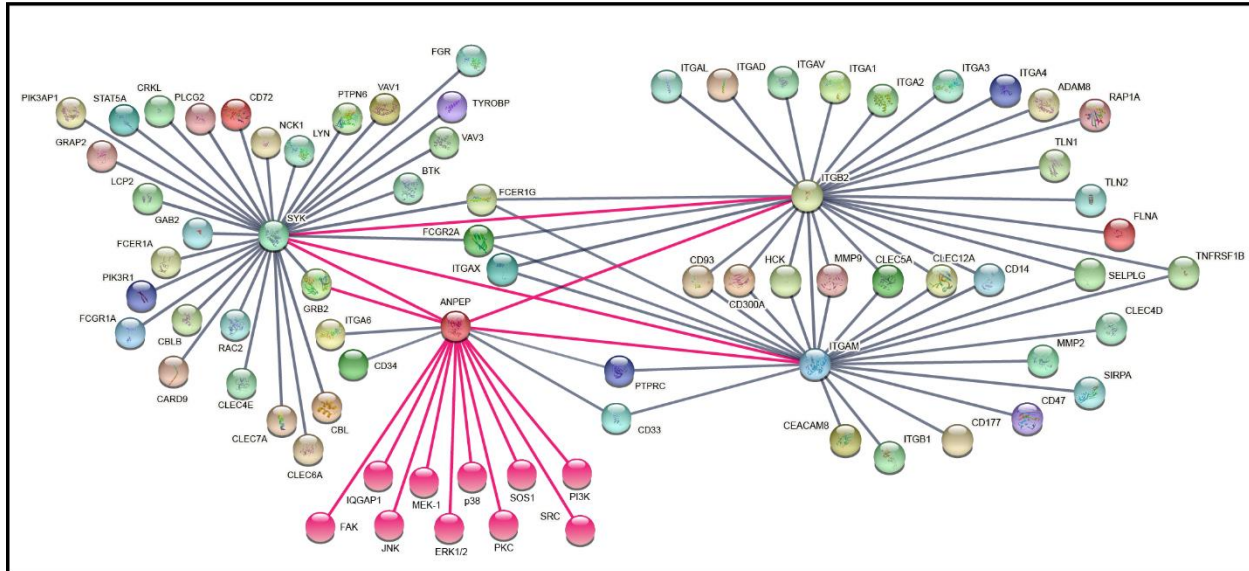 FGR
ITGAL
ITGAD
ITGAV
ITGA1
ITGA2
ITGA3
ITGA4
ADAM8
RAP1A
PIK3AP1
STAT5A
CRKL
PLCG2
CD72
NCK1
LYN
PTPN6
VAV1
TYROBP
VAV3
BTK
GRAP2
LCP2
GAB2
SYK
FCER1G
ITGB2
TLN1
TLN2
FLNA
FCER1A
FCGR2A
ITGAX
PIK3R1
FCGR1A
CBLB
RAC2
GRB2
ITGA6
ANPEP
CD93
CD300A
HCK
MMP9
CLEC5A
CLEC12A
CD14
SELPLG
TNFRSF1B
CARD9
CLEC4E
CD34
PTPRC
ITGAM
CLEC4D
MMP2
SIRPA
CLEC7A
CBL
CLEC6A
CD33
CEACAM8
ITGB1
CD177
CD47
IQGAP1
MEK-1
p38
SOS1
PI3K
FAK
JNK
ERK1/2
PKC
SRC